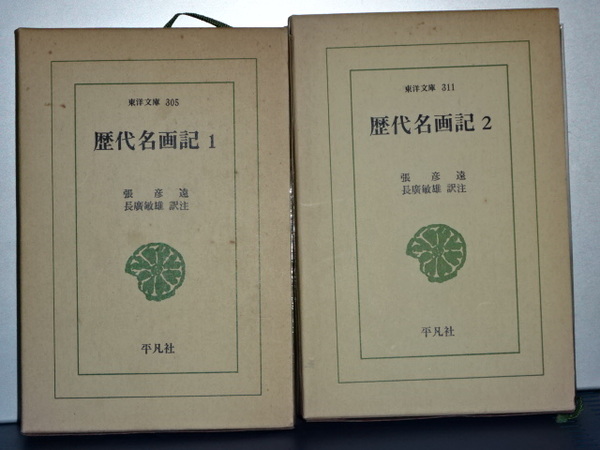 東洋文庫 305
歴代名画記 1
張彦遠
長廣敏雄 訳注
平凡社
東洋文庫 311
歴代名画記 2
張彦遠
長廣敏雄 訳注
平凡社